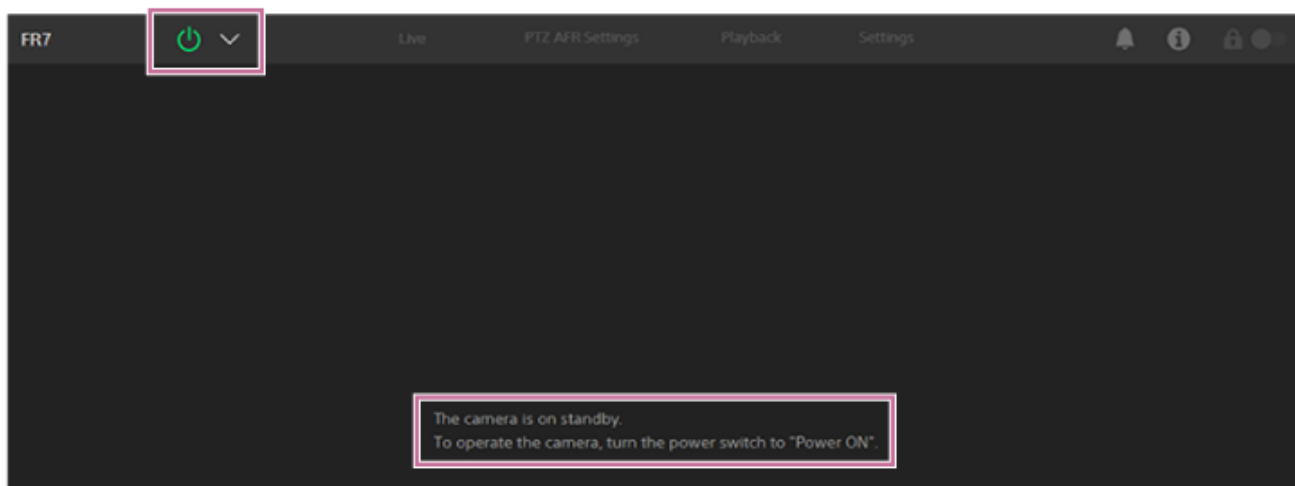 FR7 Live PTZ AFR Settings Playback Settings
The camera is on standby.
To operate the camera, turn the power switch to "Power ON".